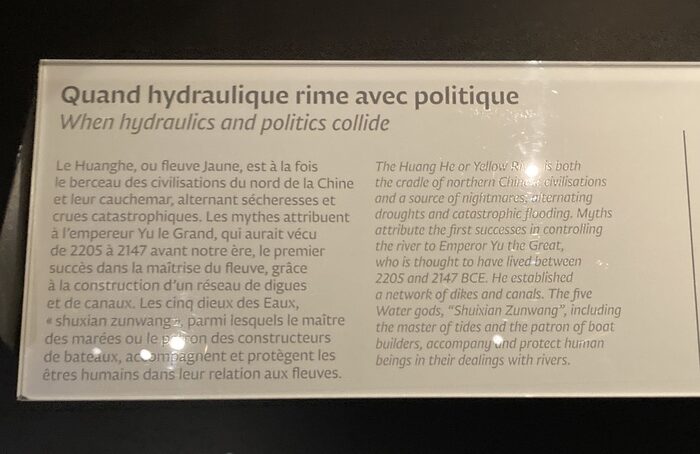 Quand hydraulique rime avec politique
When hydraulics and politics collide
Le Huanghe, ou fleuve Jaune, est à la fois
le berceau des civilisations du nord de la Chine
et leur cauchemar, alternant sécheresses et
crues catastrophiques. Les mythes attribuent
à l'empereur Yu le Grand, qui aurait vécu
de 2205 à 2147 avant notre ère, le premier
succès dans la maîtrise du fleuve, grâce
à la construction d'un réseau de digues
et de canaux. Les cinq dieux des Eaux,
« shuxian zunwang », parmi lesquels le maître
des marées ou le patron des constructeurs
de bateaux, accompagnent et protègent les
êtres humains dans leur relation aux fleuves.
The Huang He or Yellow River is both
the cradle of northern Chinese civilisations
and a source of nightmares, alternating
droughts and catastrophic flooding. Myths
attribute the first successes in controlling
the river to Emperor Yu the Great,
who is thought to have lived between
2205 and 2147 BCE. He established
a network of dikes and canals. The five
Water gods, "Shuixian Zunwang", including
the master of tides and the patron of boat
builders, accompany and protect human
beings in their dealings with rivers.